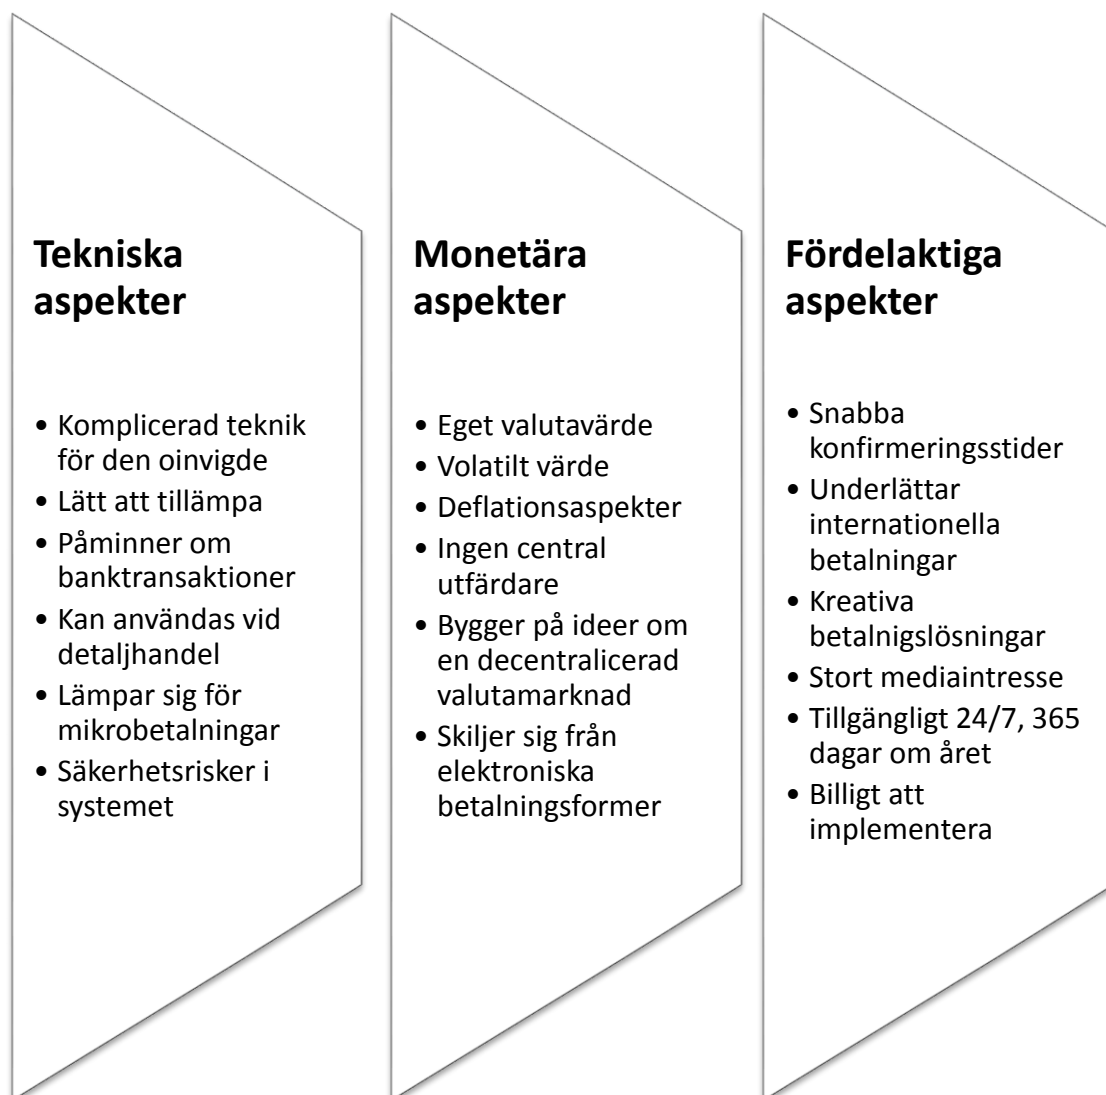 Tekniska
aspekter
• Komplicerad teknik
för den oinvigde
• Lätt att tillämpa
• Påminner om
banktransaktioner
• Kan användas vid
detaljhandel
• Lämpar sig för
mikrobetalningar
• Säkerhetsrisker i
systemet
Monetära
aspekter
• Eget valutavärde
• Volatilt värde
• Deflationsaspekter
• Ingen central
utfärdare
• Bygger på ideer om
en decentralicerad
valutamarknad
• Skiljer sig från
elektroniska
betalningsformer
Fördelaktiga
aspekter
• Snabba
konfirmeringsstider
• Underlättar
internationella
betalningar
• Kreativa
betalnigslösningar
• Stort mediaintresse
• Tillgängligt 24/7, 365
dagar om året
• Billigt att
implementera